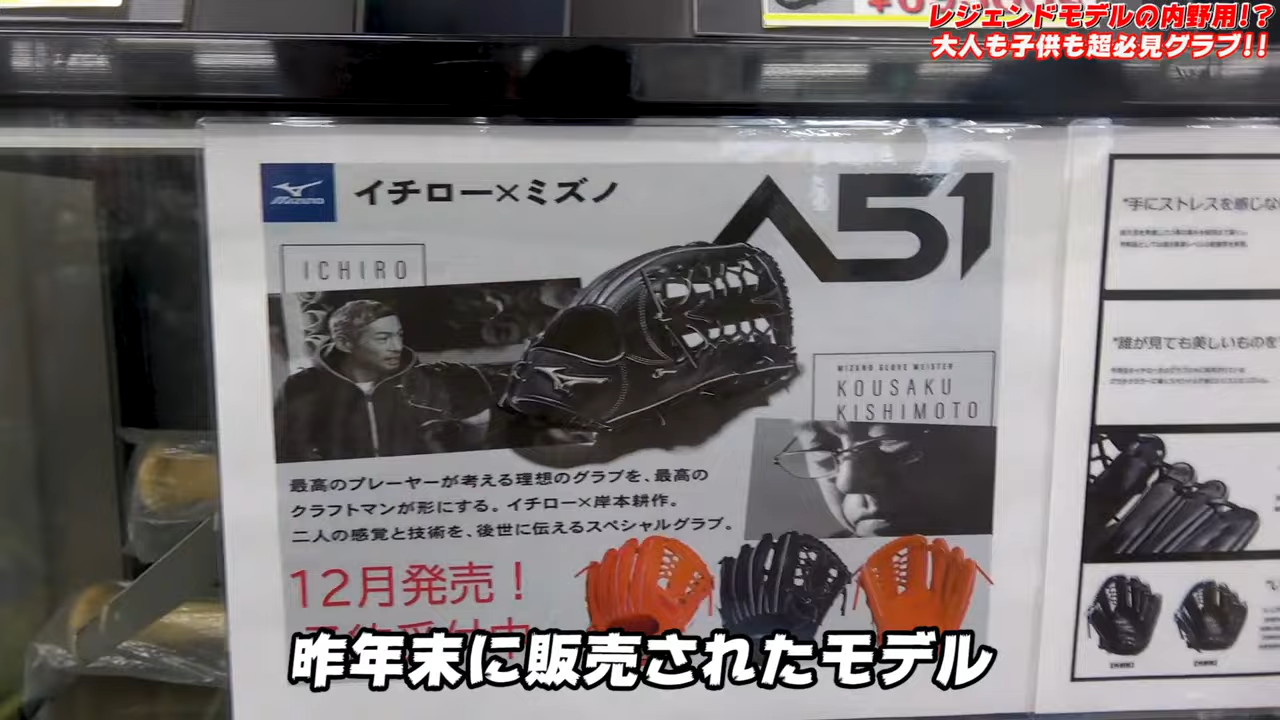 レジェンドモデルの内野用!?
大人も子供も超必見グラブ!!
MIZUNO
イチロー×ミズノ
A51
ICHIRO
MIZUNO GLOVE MEISTER
KOUSAKU
KISHIMOTO
最高のプレーヤーが考える理想のグラブを、最高の
クラフトマンが形にする。イチロー×岸本耕作。
二人の感覚と技術を、後世に伝えるスペシャルグラブ。
12月発売!
"手にストレスを感じな
"誰が見ても美しいものを
昨年末に販売されたモデル